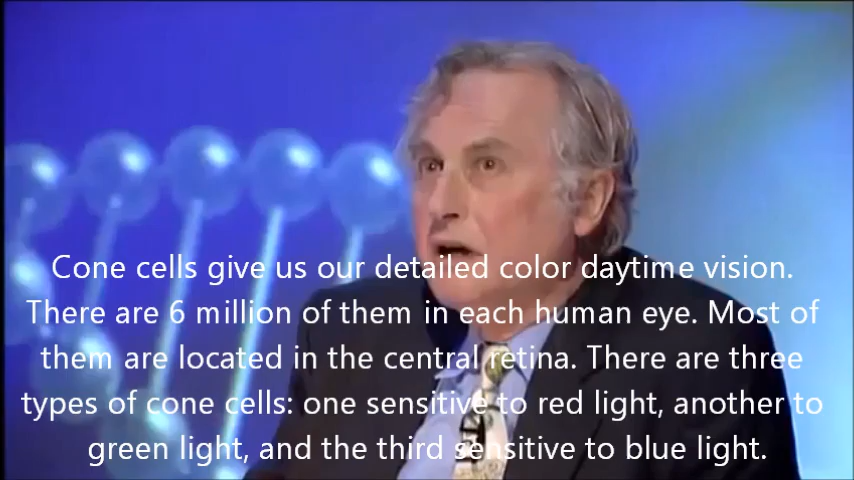 Cone cells give us our detailed color daytime vision.
There are 6 million of them in each human eye. Most of
them are located in the central retina. There are three
types of cone cells: one sensitive to red light, another to
green light, and the third sensitive to blue light.